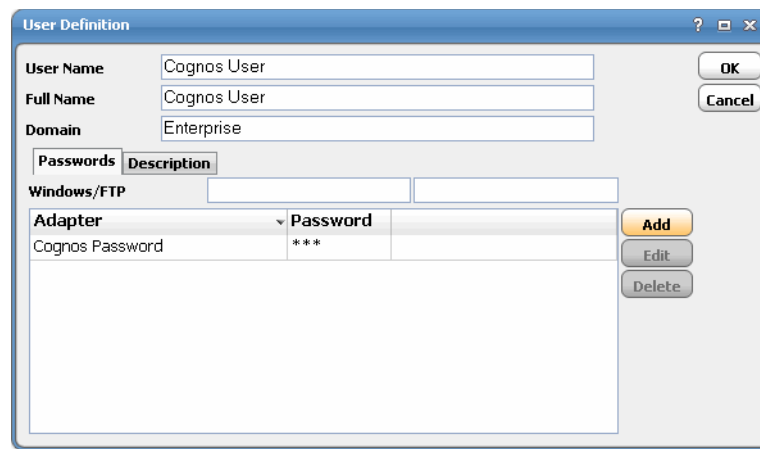 User Definition ?
User Name Cognos User OK
Full Name Cognos User Cancel
Domain Enterprise
Passwords Description
Windows/FTP
Adapter Password Add
Cognos Password *** Edit
Delete